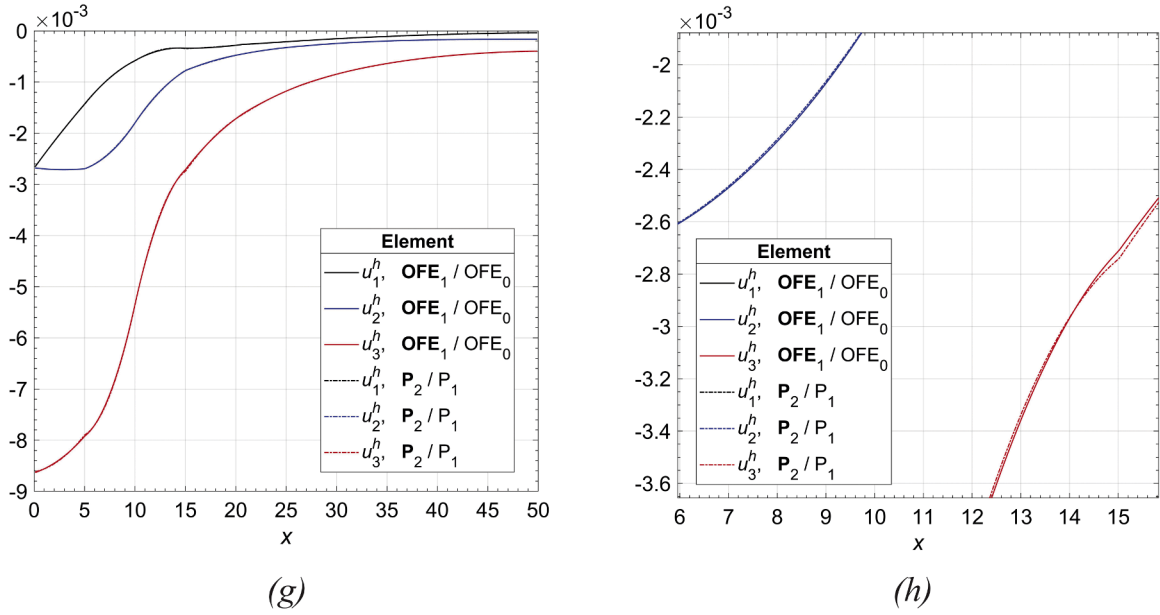 ×10⁻³
0
-1
-2
-3
-4
-5
-6
-7
-8
-9
0 5 10 15 20 25 30 35 40 45 50
x
Element
u₁ʰ, OFE₁ / OFE₀
u₂ʰ, OFE₁ / OFE₀
u₃ʰ, OFE₁ / OFE₀
u₁ʰ, P₂ / P₁
u₂ʰ, P₂ / P₁
u₃ʰ, P₂ / P₁
(g)
×10⁻³
-2
-2.2
-2.4
-2.6
-2.8
-3
-3.2
-3.4
-3.6
6 7 8 9 10 11 12 13 14 15
x
Element
u₁ʰ, OFE₁ / OFE₀
u₂ʰ, OFE₁ / OFE₀
u₃ʰ, OFE₁ / OFE₀
u₁ʰ, P₂ / P₁
u₂ʰ, P₂ / P₁
u₃ʰ, P₂ / P₁
(h)